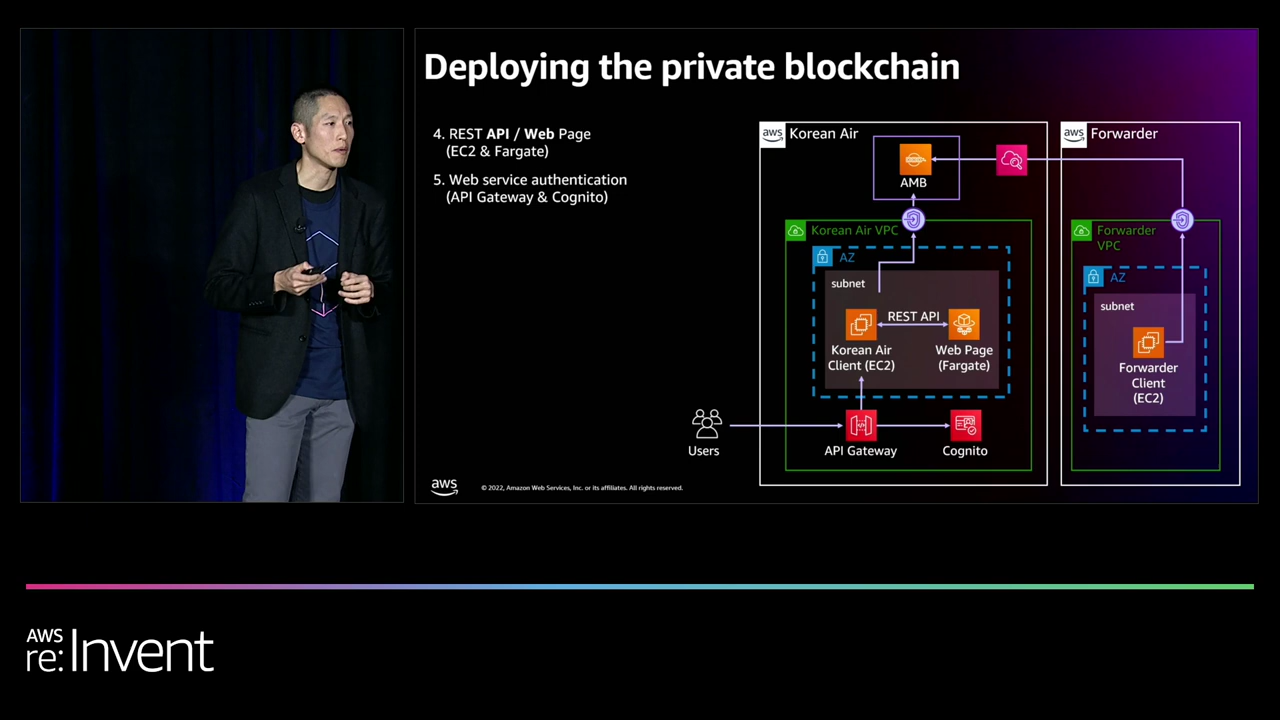 Deploying the private blockchain
4. REST API / Web Page
(EC2 & Fargate)
5. Web service authentication
(API Gateway & Cognito)
aws
Korean Air
AMB
Korean Air VPC
AZ
subnet
REST API
Korean Air
Client (EC2)
Web Page
(Fargate)
Users
API Gateway
Cognito
aws
Forwarder
Forwarder
VPC
AZ
subnet
Forwarder
Client
(EC2)
aws
© 2022, Amazon Web Services, Inc. or its affiliates. All rights reserved.
AWS
re:Invent